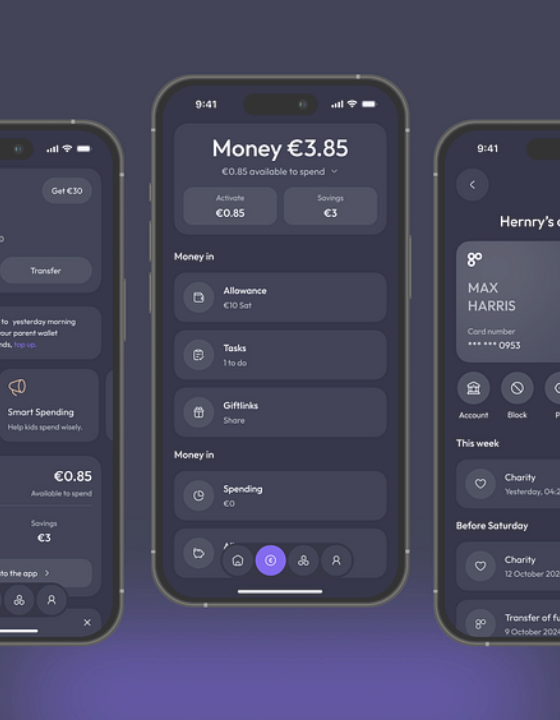 Get €30
Transfer
to yesterday morning
our parent wallet
nds, top up.
Smart Spending
Help kids spend wisely.
€0.85
Available to spend
Savings
€3
to the app
9:41
Money €3.85
€0.85 available to spend
Activate
€0.85
Savings
€3
Money in
Allowance
€10 Sat
Tasks
1 to do
Giftlinks
Share
Money in
Spending
€0
9:41
Hernry's
MAX
HARRIS
Card number
*** *** 0953
Account
Block
P
This week
Charity
Yesterday, 04:2
Before Saturday
Charity
12 October 202
Transfer of fu
9 October 2024